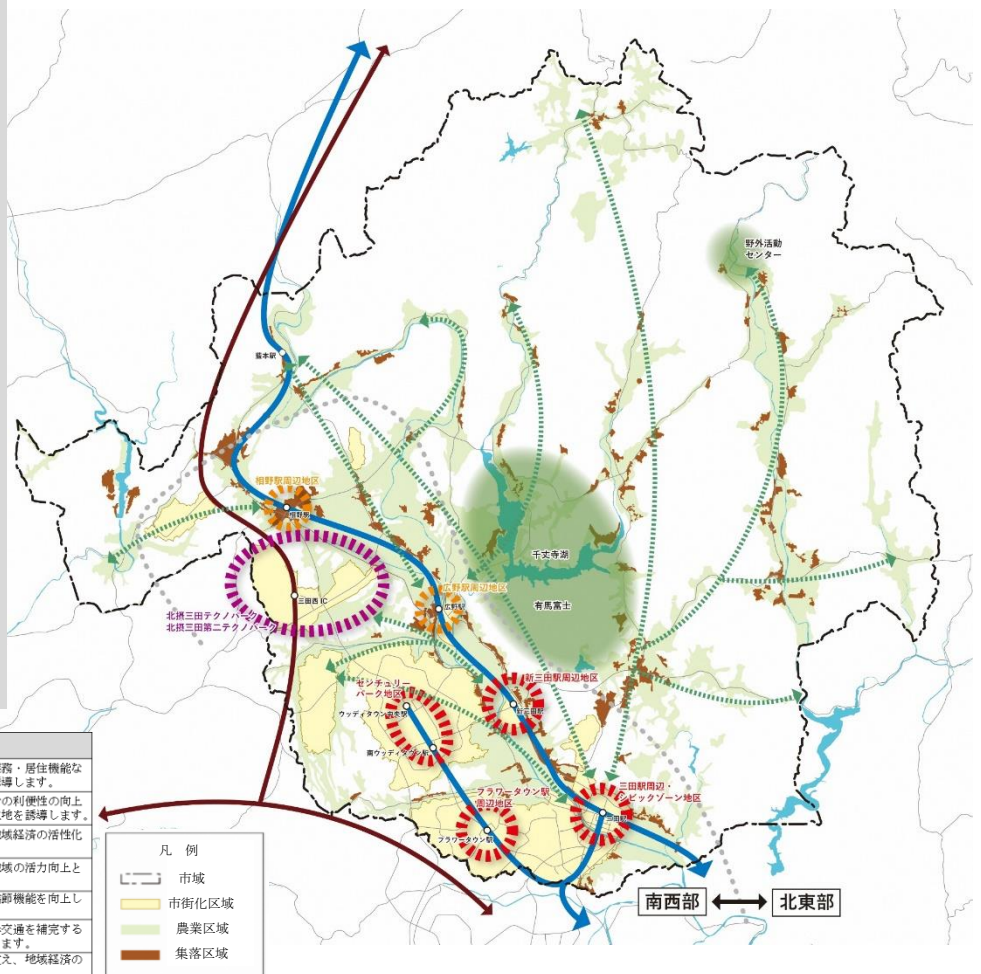 野外活動
センター
藍本駅
相野駅周辺地区
相野駅
千丈寺湖
有馬富士
広野駅周辺地区
広野駅
三田西IC
北摂三田テクノパーク
北摂三田第二テクノパーク
新三田駅周辺地区
新三田駅
センチュリー
パーク地区
ウッディタウン中央駅
南ウッディタウン駅
フラワータウン駅
周辺地区
フラワータウン駅
三田駅周辺・
シビックゾーン地区
三田駅
南西部
北東部
務・居住機能な
導します。
の利便性の向上
地を誘導します。
域経済の活性化
域の活力向上と
節機能を向上し
交通を補完する
ます。
え、地域経済の
凡 例
市域
市街化区域
農業区域
集落区域